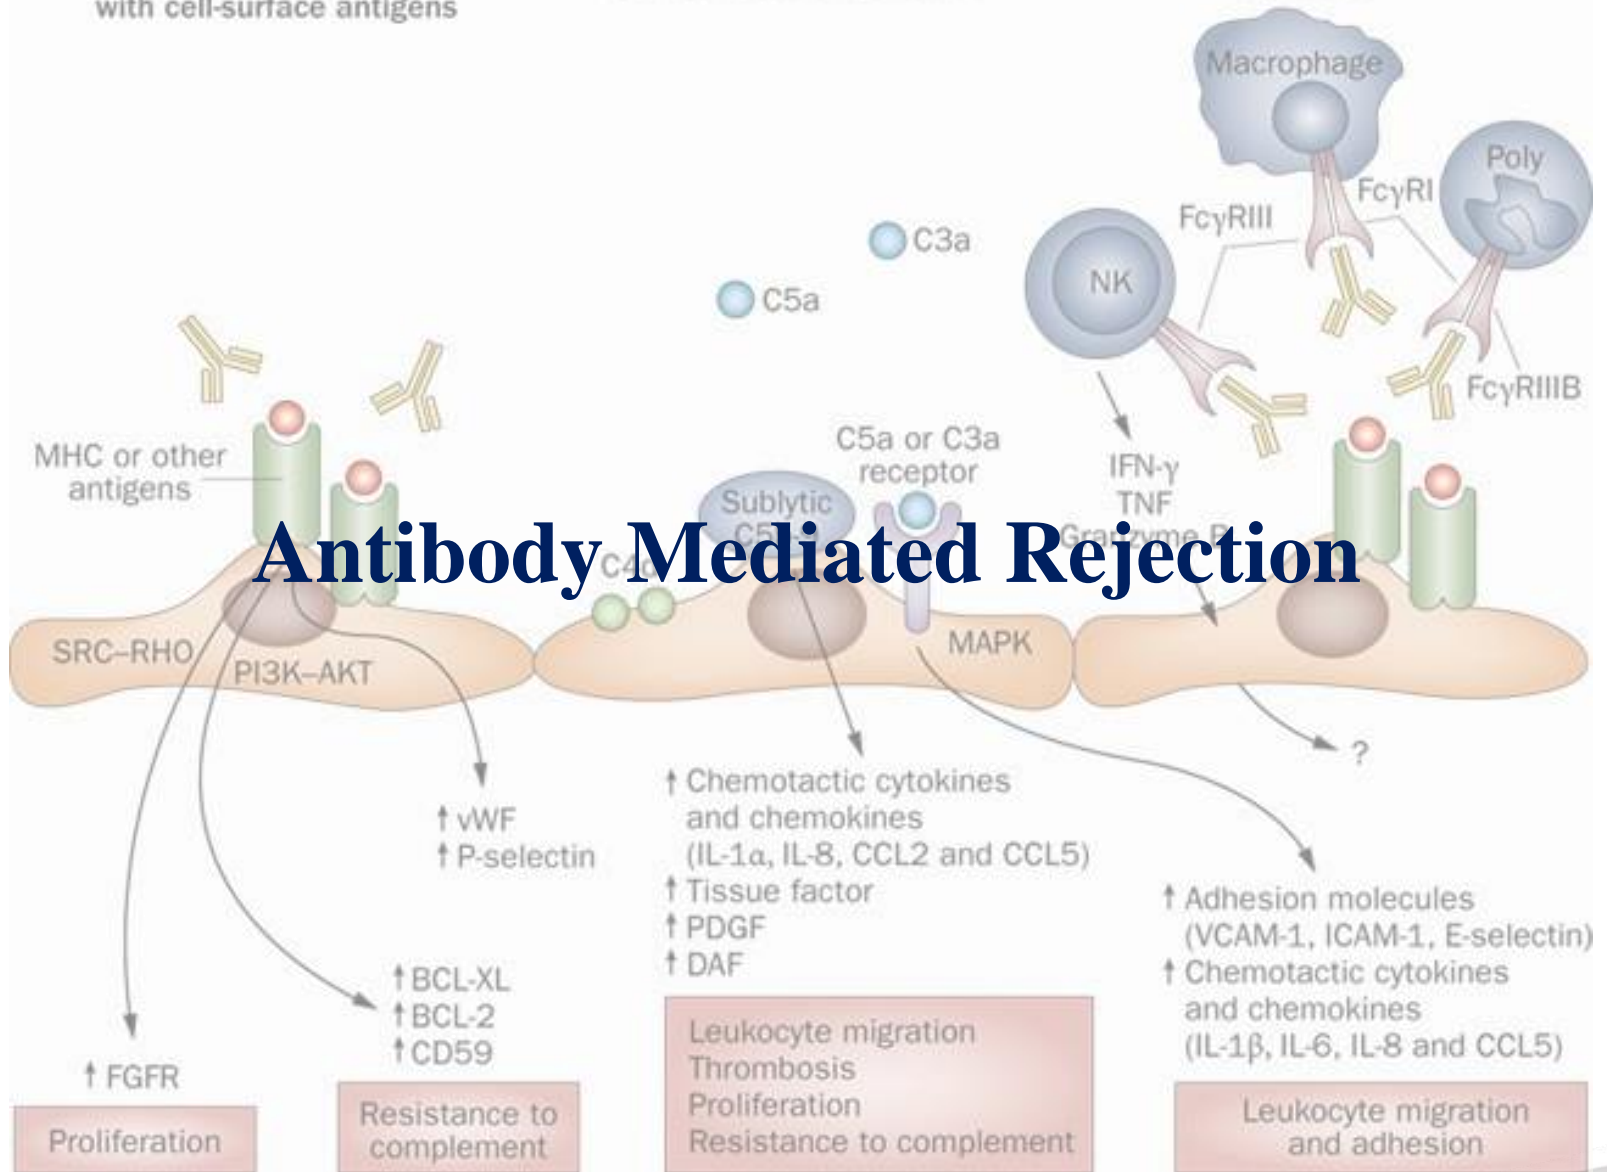 with cell-surface antigens
Macrophage
Poly
FcγRI
FcγRIII
C3a
NK
C5a
FcγRIIIB
MHC or other
antigens
C5a or C3a
receptor
IFN-γ
TNF
Granzyme B
Sublytic
Antibody Mediated Rejection
SRC–RHO
PI3K–AKT
MAPK
?
↑ vWF
↑ P-selectin
↑ Chemotactic cytokines
and chemokines
(IL-1α, IL-8, CCL2 and CCL5)
↑ Tissue factor
↑ PDGF
↑ DAF
↑ Adhesion molecules
(VCAM-1, ICAM-1, E-selectin)
↑ Chemotactic cytokines
and chemokines
(IL-1β, IL-6, IL-8 and CCL5)
↑ BCL-XL
↑ BCL-2
↑ CD59
↑ FGFR
Proliferation
Resistance to
complement
Leukocyte migration
Thrombosis
Proliferation
Resistance to complement
Leukocyte migration
and adhesion